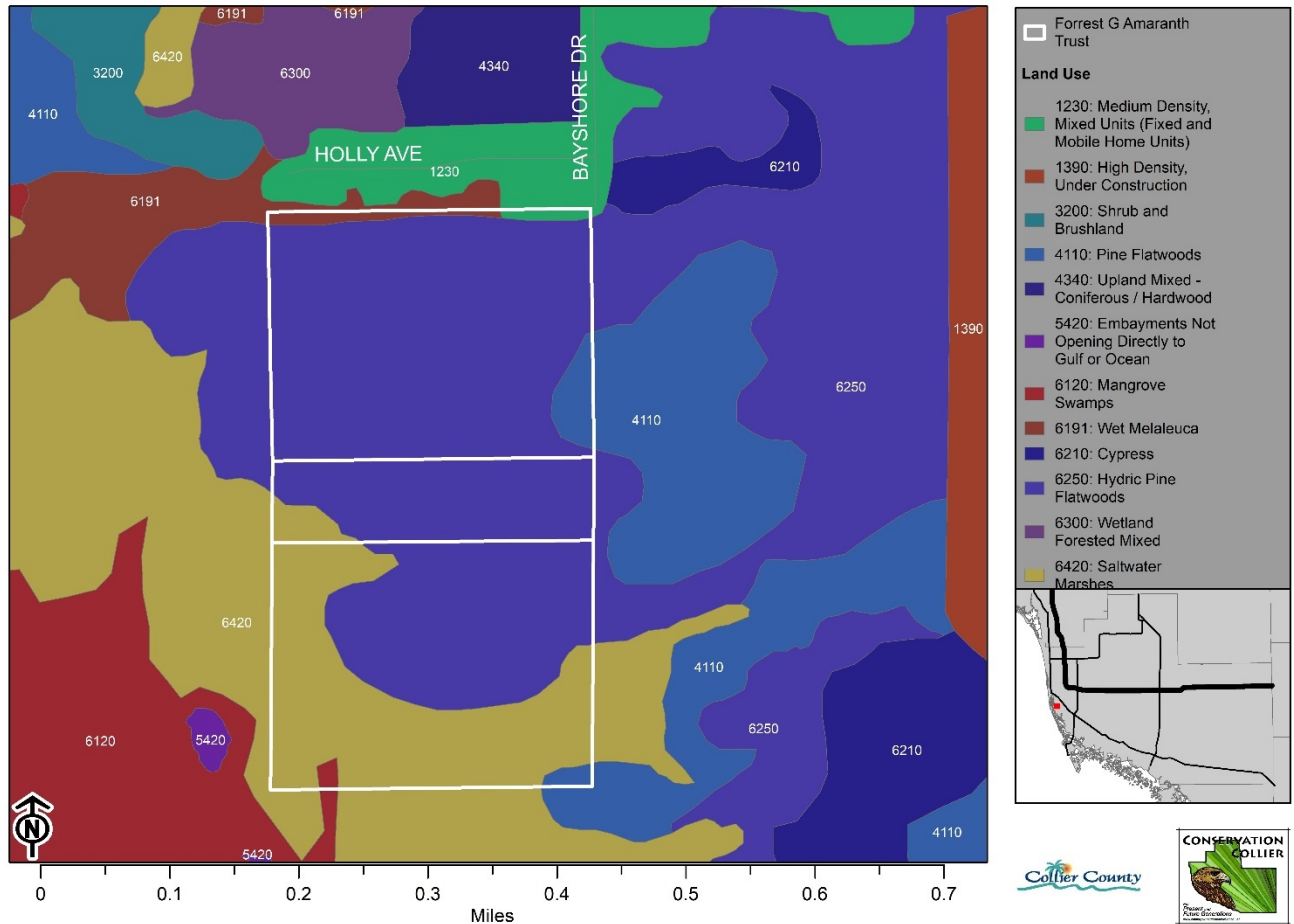 6191
6191
6420
3200
6300
4340
BAYSHORE DR
4110
HOLLY AVE
1230
6210
6191
1390
6250
4110
6420
4110
6120
5420
6250
6210
4110
5420
N
0
0.1
0.2
0.3
0.4
0.5
0.6
0.7
Miles
Forrest G Amaranth
Trust
Land Use
1230: Medium Density,
Mixed Units (Fixed and
Mobile Home Units)
1390: High Density,
Under Construction
3200: Shrub and
Brushland
4110: Pine Flatwoods
4340: Upland Mixed -
Coniferous / Hardwood
5420: Embayments Not
Opening Directly to
Gulf or Ocean
6120: Mangrove
Swamps
6191: Wet Melaleuca
6210: Cypress
6250: Hydric Pine
Flatwoods
6300: Wetland
Forested Mixed
6420: Saltwater
Marshes
Collier County
CONSERVATION
COLLIER